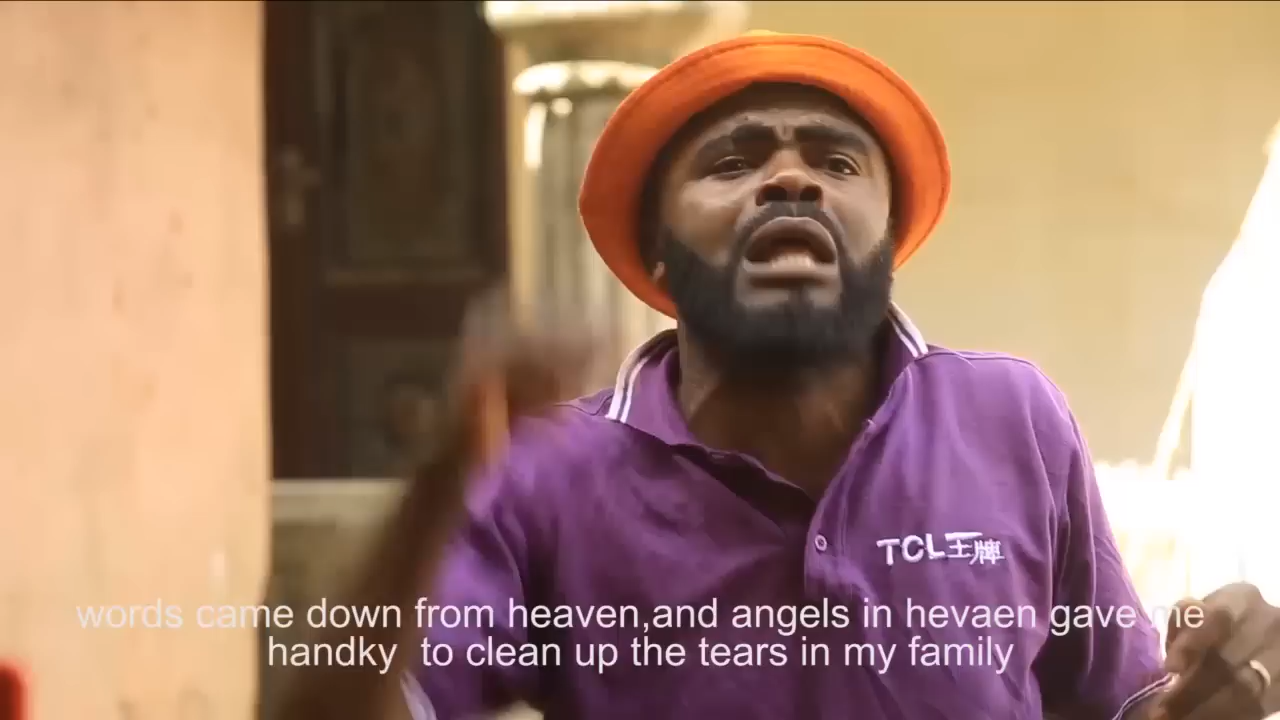 TCL王牌
words came down from heaven,and angels in hevaen gave me
handky  to clean up the tears in my family